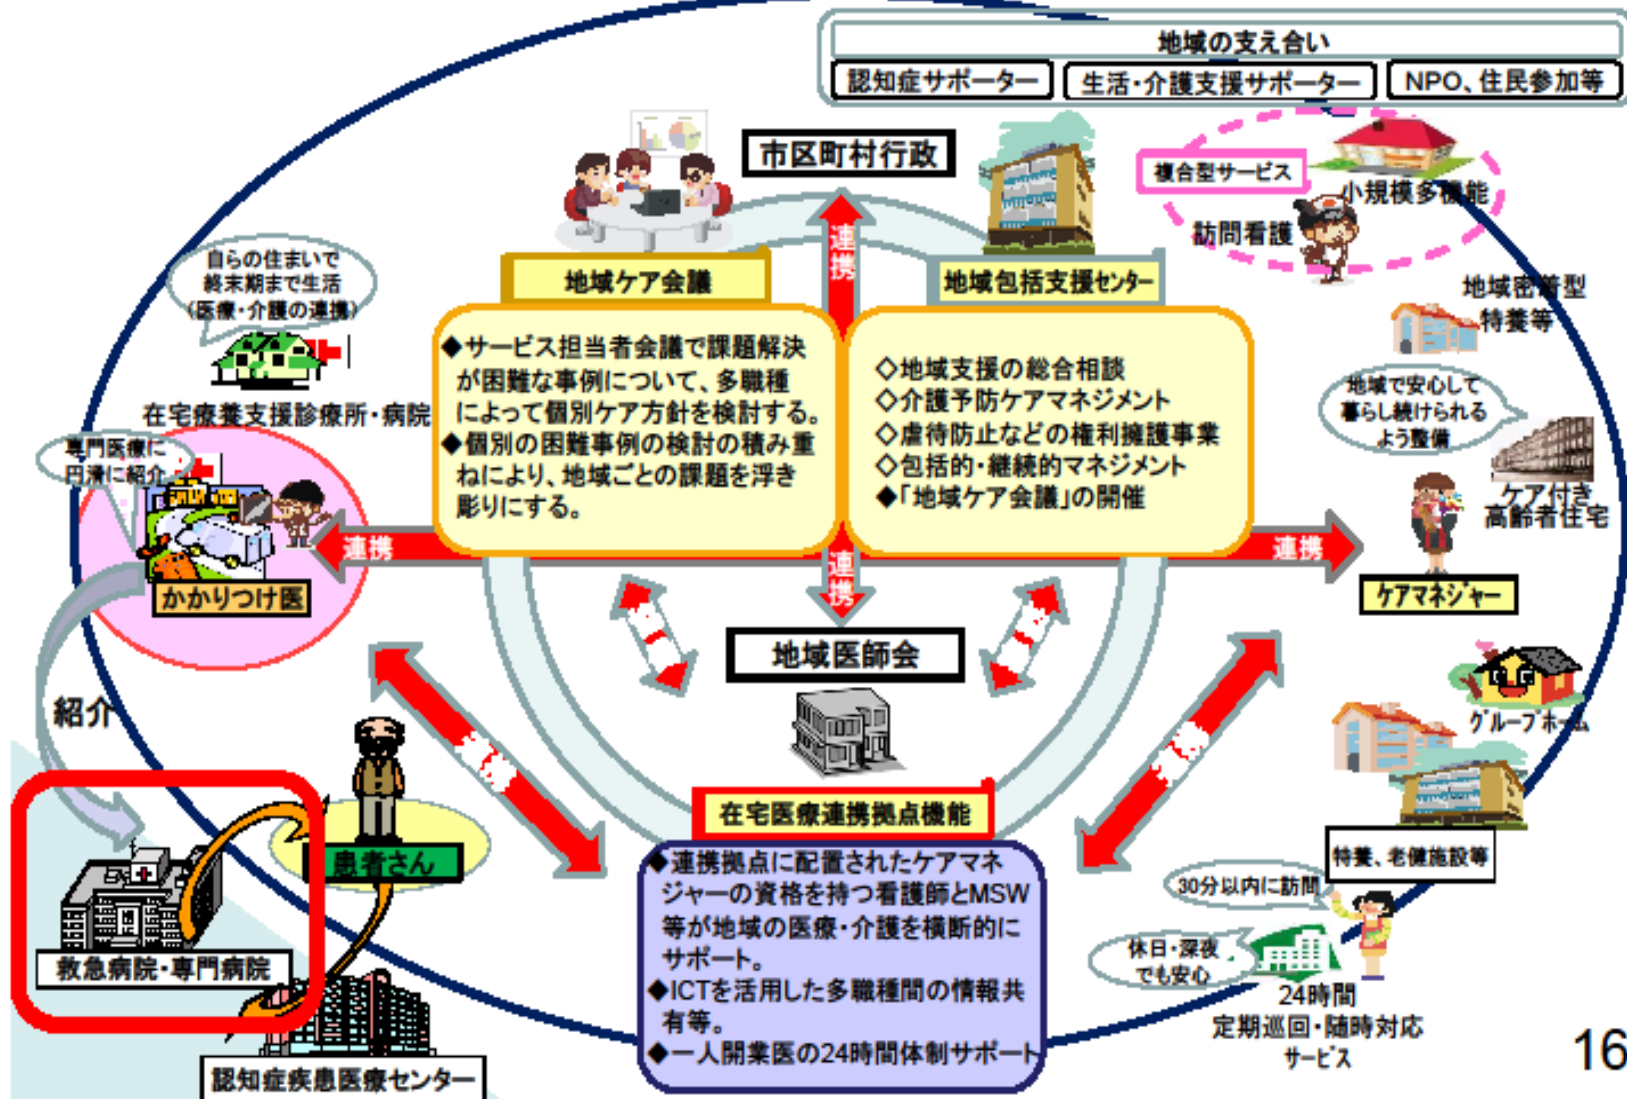 地域の支え合い
認知症サポーター
生活・介護支援サポーター
NPO、住民参加等
市区町村行政
複合型サービス
小規模多機能
訪問看護
自らの住まいで
終末期まで生活
(医療・介護の連携)
連携
地域ケア会議
地域包括支援センター
地域密着型
特養等
◆サービス担当者会議で課題解決
が困難な事例について、多職種
によって個別ケア方針を検討する。
◆個別の困難事例の検討の積み重
ねにより、地域ごとの課題を浮き
彫りにする。
◇地域支援の総合相談
◇介護予防ケアマネジメント
◇虐待防止などの権利擁護事業
◇包括的・継続的マネジメント
◆「地域ケア会議」の開催
地域で安心して
暮らし続けられる
よう整備
在宅療養支援診療所・病院
専門医療に
円滑に紹介
ケア付き
高齢者住宅
連携
連携
連携
かかりつけ医
ケアマネジャー
地域医師会
紹介
グループホーム
在宅医療連携拠点機能
患者さん
特養、老健施設等
◆連携拠点に配置されたケアマネ
ジャーの資格を持つ看護師とMSW
等が地域の医療・介護を横断的に
サポート。
◆ICTを活用した多職種間の情報共
有等。
◆一人開業医の24時間体制サポート
30分以内に訪問
休日・深夜
でも安心
救急病院・専門病院
24時間
定期巡回・随時対応
サービス
認知症疾患医療センター
16